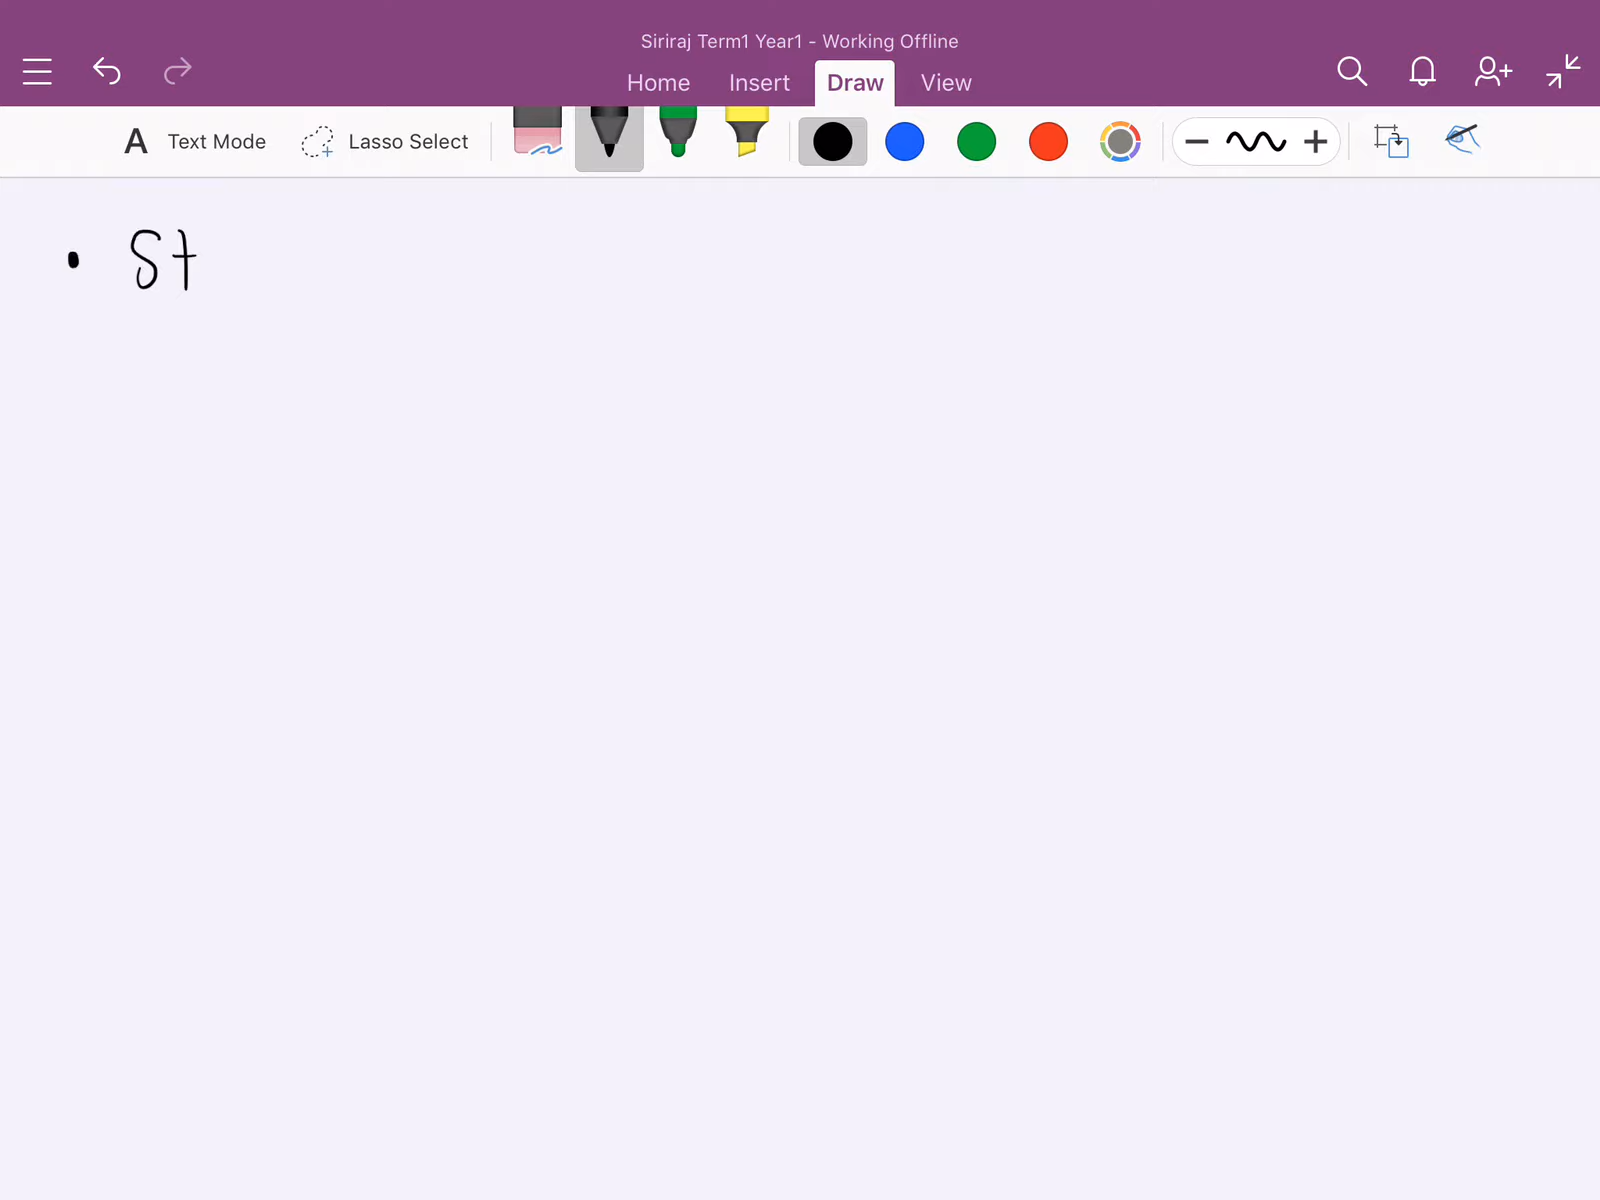 Siriraj Term1 Year1 - Working Offline
Home Insert Draw View
A Text Mode Lasso Select
• St